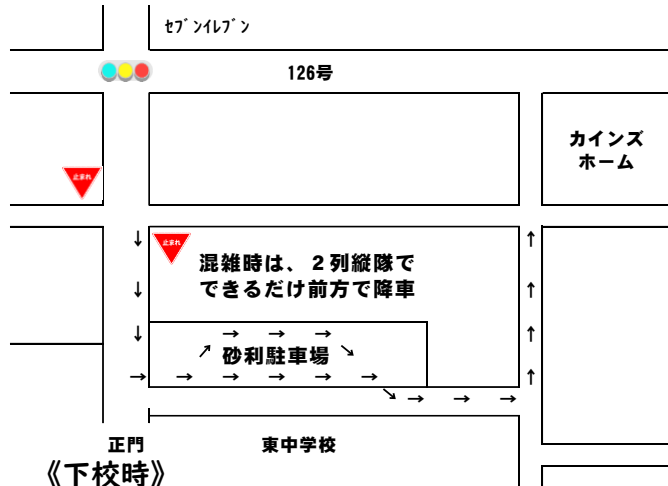 ｾﾌﾞﾝｲﾚﾌﾞﾝ
126号
カインズ
ホーム
止まれ
止まれ
混雑時は、２列縦隊で
できるだけ前方で降車
→ → →
↗ 砂利駐車場 ↘
正門
東中学校
《下校時》